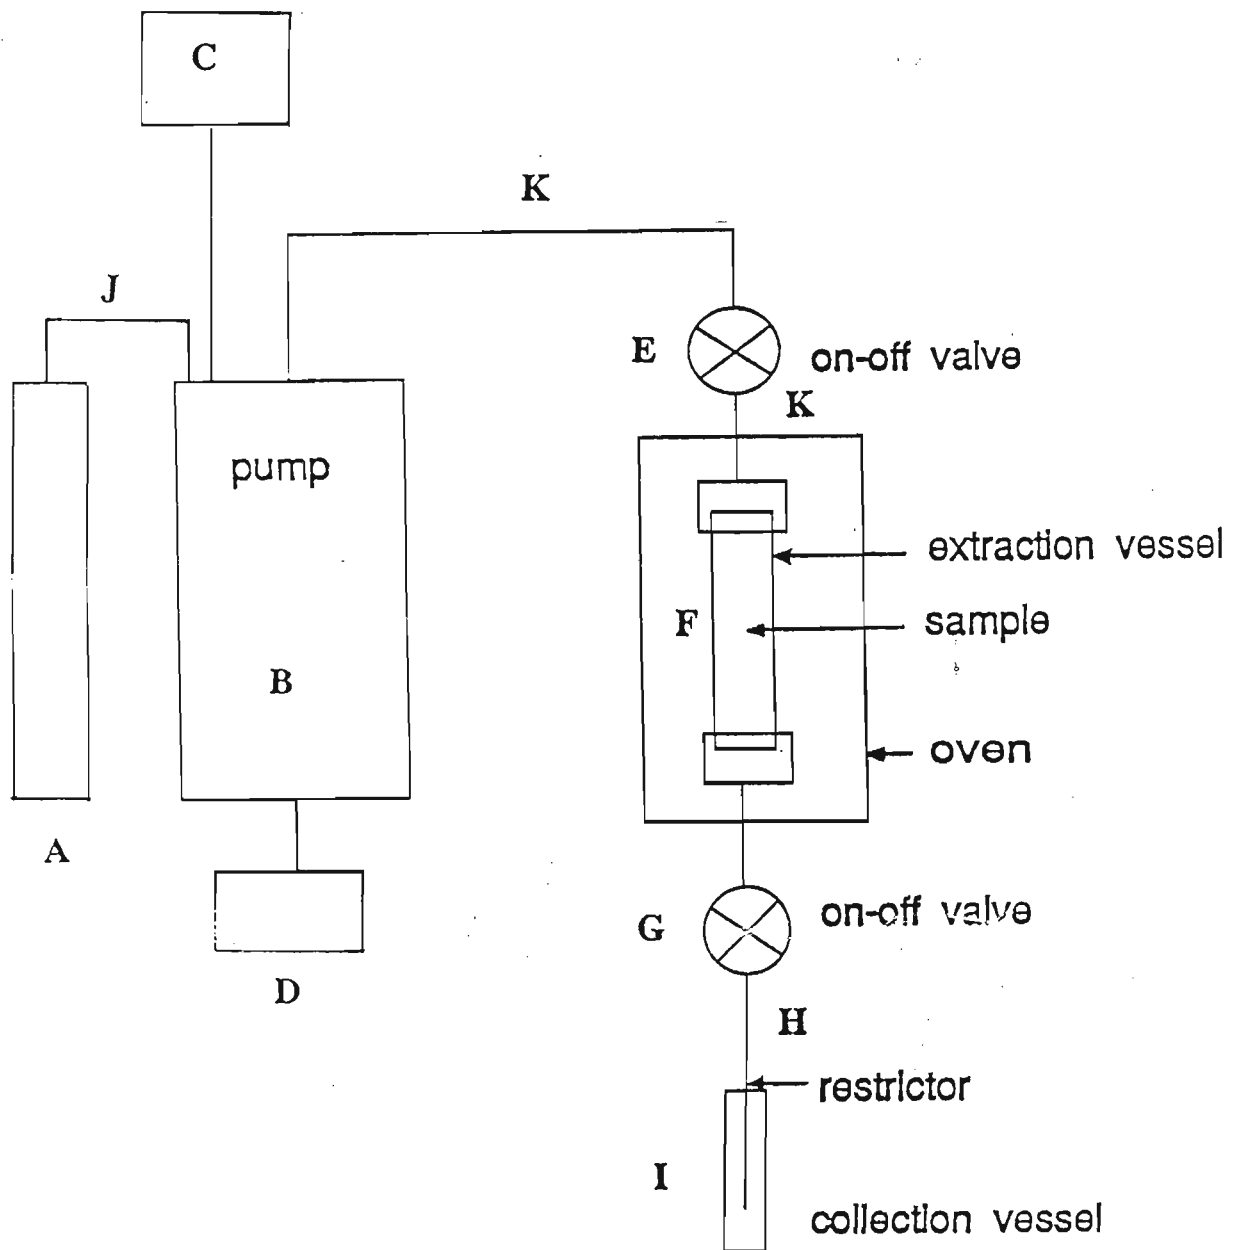 C
K
J
E
on-off valve
K
pump
extraction vessel
F
sample
B
oven
A
G
on-off valve
D
H
restrictor
I
collection vessel